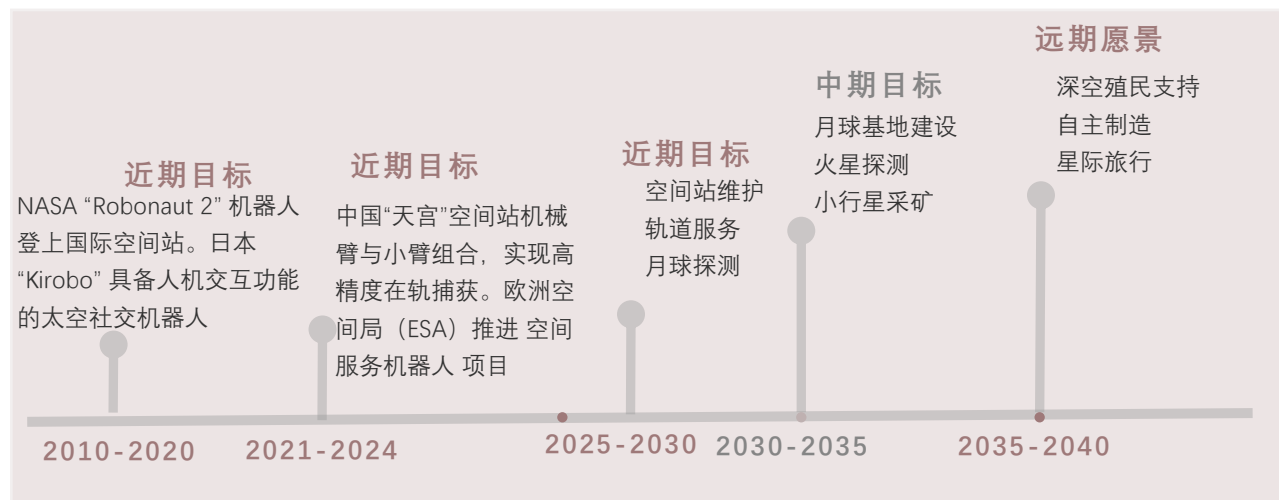 近期目标
NASA “Robonaut 2” 机器人
登上国际空间站。日本
“Kirobo” 具备人机交互功能
的太空社交机器人
2010-2020
近期目标
中国“天宫”空间站机械
臂与小臂组合，实现高
精度在轨捕获。欧洲空
间局（ESA）推进 空间
服务机器人 项目
2021-2024
近期目标
空间站维护
轨道服务
月球探测
2025-2030
中期目标
月球基地建设
火星探测
小行星采矿
2030-2035
远期愿景
深空殖民支持
自主制造
星际旅行
2035-2040